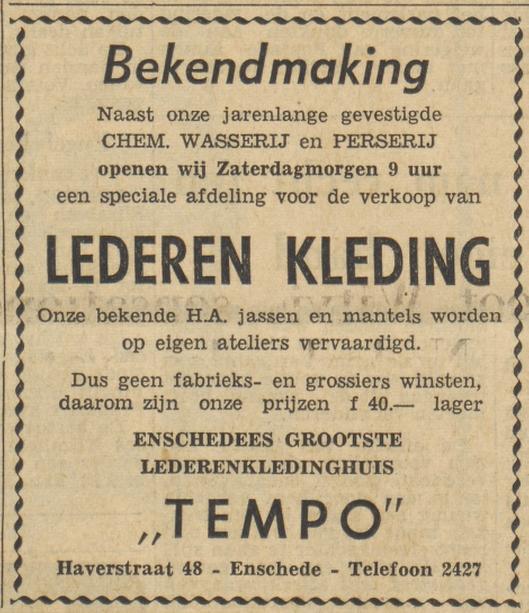 Bekendmaking
Naast onze jarenlange gevestigde
CHEM. WASSERIJ en PERSERIJ
openen wij Zaterdagmorgen 9 uur
een speciale afdeling voor de verkoop van
LEDEREN KLEDING
Onze bekende H.A. jassen en mantels worden
op eigen ateliers vervaardigd.
Dus geen fabrieks- en grossiers winsten,
daarom zijn onze prijzen f 40.— lager
ENSCHEDEES GROOTSTE
LEDERENKLEDINGHUIS
„TEMPO”
Haverstraat 48 - Enschede - Telefoon 2427